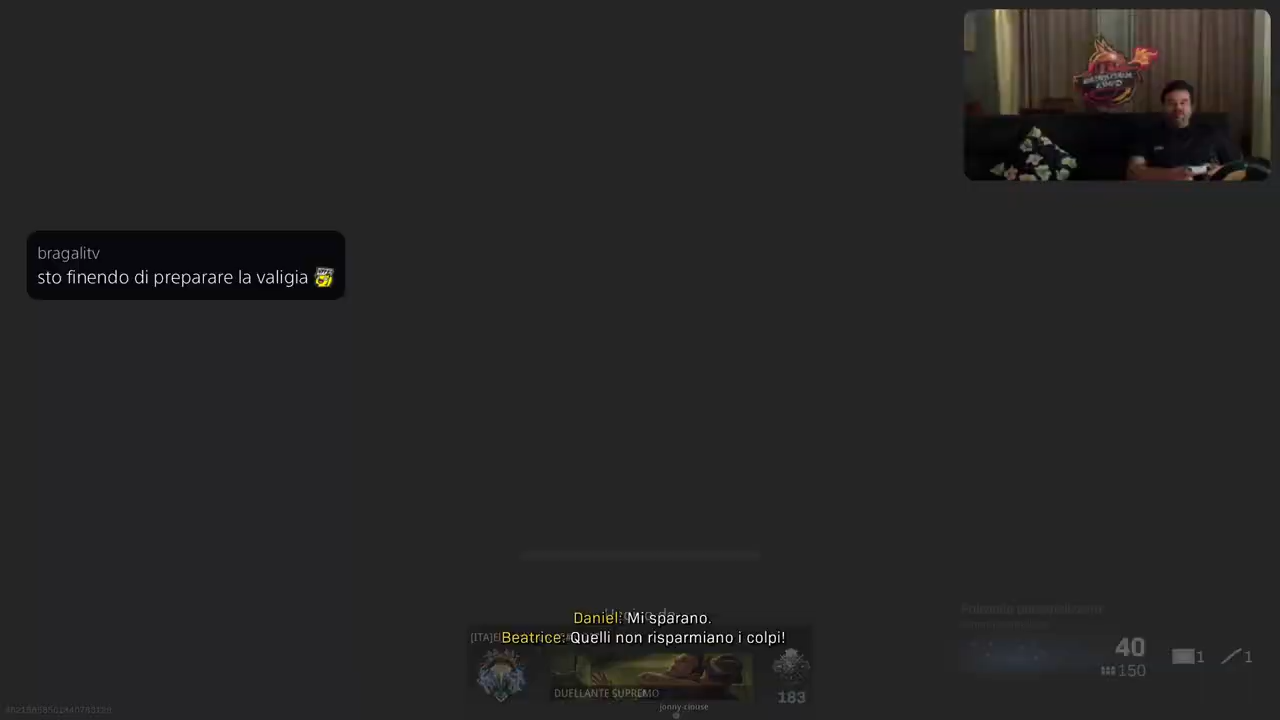 bragalitv
sto finendo di preparare la valigia
Daniel: Mi sparano.
Beatrice: Quelli non risparmiano i colpi!
[ITA]
40
150
1
1
DUELLANTE SUPREMO
183
jonny clouse